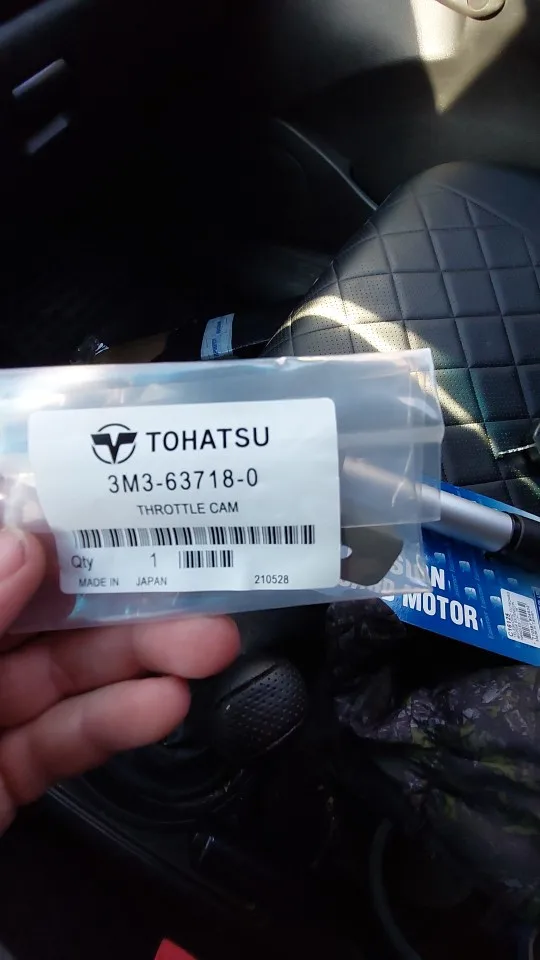 TOHATSU
3M3-63718-0
THROTTLE CAM
Qty 1
MADE IN JAPAN 210528
MOTOR